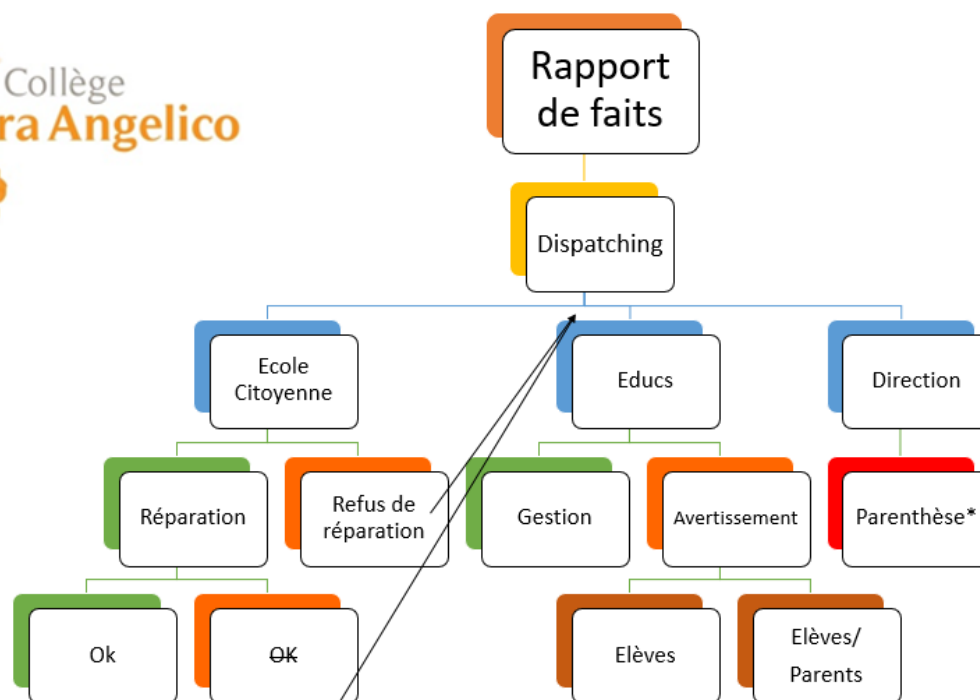 Collège
ra Angelico
Rapport
de faits
Dispatching
Ecole
Citoyenne
Educs
Direction
Réparation
Refus de
réparation
Gestion
Avertissement
Parenthèse*
Ok
OK
Elèves
Elèves/
Parents